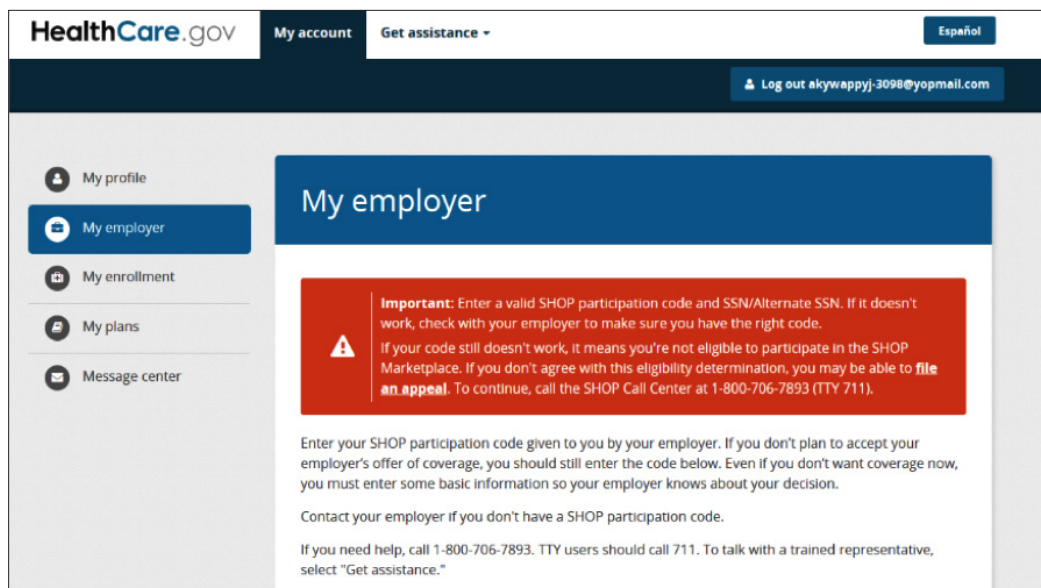 HealthCare.gov
My account
Get assistance
Español
Log out akywappyj-3098@yopmail.com
My profile
My employer
My enrollment
My plans
Message center
My employer
Important: Enter a valid SHOP participation code and SSN/Alternate SSN. If it doesn't
work, check with your employer to make sure you have the right code.
If your code still doesn't work, it means you're not eligible to participate in the SHOP
Marketplace. If you don't agree with this eligibility determination, you may be able to file
an appeal. To continue, call the SHOP Call Center at 1-800-706-7893 (TTY 711).
Enter your SHOP participation code given to you by your employer. If you don't plan to accept your
employer's offer of coverage, you should still enter the code below. Even if you don't want coverage now,
you must enter some basic information so your employer knows about your decision.
Contact your employer if you don't have a SHOP participation code.
If you need help, call 1-800-706-7893. TTY users should call 711. To talk with a trained representative,
select "Get assistance."